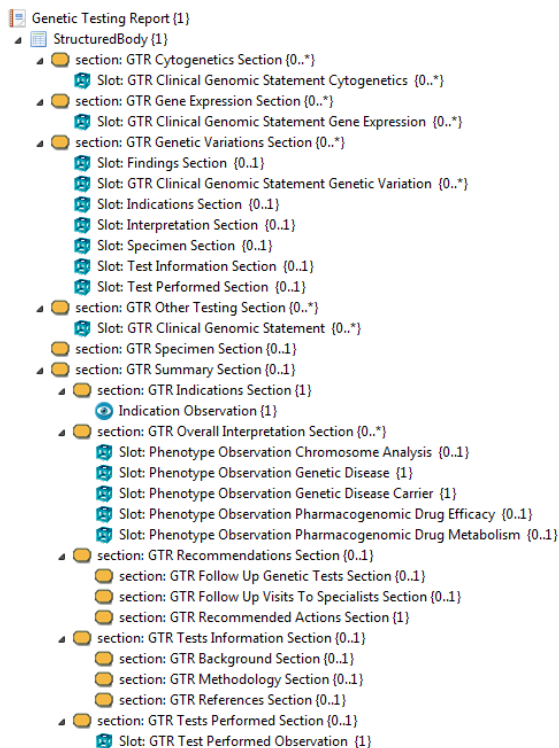 Genetic Testing Report {1}
StructuredBody {1}
section: GTR Cytogenetics Section {0..*}
Slot: GTR Clinical Genomic Statement Cytogenetics {0..*}
section: GTR Gene Expression Section {0..*}
Slot: GTR Clinical Genomic Statement Gene Expression {0..*}
section: GTR Genetic Variations Section {0..*}
Slot: Findings Section {0..1}
Slot: GTR Clinical Genomic Statement Genetic Variation {0..*}
Slot: Indications Section {0..1}
Slot: Interpretation Section {0..1}
Slot: Specimen Section {0..1}
Slot: Test Information Section {0..1}
Slot: Test Performed Section {0..1}
section: GTR Other Testing Section {0..*}
Slot: GTR Clinical Genomic Statement {0..*}
section: GTR Specimen Section {0..1}
section: GTR Summary Section {0..1}
section: GTR Indications Section {1}
Indication Observation {1}
section: GTR Overall Interpretation Section {0..*}
Slot: Phenotype Observation Chromosome Analysis {0..1}
Slot: Phenotype Observation Genetic Disease {1}
Slot: Phenotype Observation Genetic Disease Carrier {1}
Slot: Phenotype Observation Pharmacogenomic Drug Efficacy {0..1}
Slot: Phenotype Observation Pharmacogenomic Drug Metabolism {0..1}
section: GTR Recommendations Section {0..1}
section: GTR Follow Up Genetic Tests Section {0..1}
section: GTR Follow Up Visits To Specialists Section {0..1}
section: GTR Recommended Actions Section {1}
section: GTR Tests Information Section {0..1}
section: GTR Background Section {0..1}
section: GTR Methodology Section {0..1}
section: GTR References Section {0..1}
section: GTR Tests Performed Section {0..1}
Slot: GTR Test Performed Observation {1}